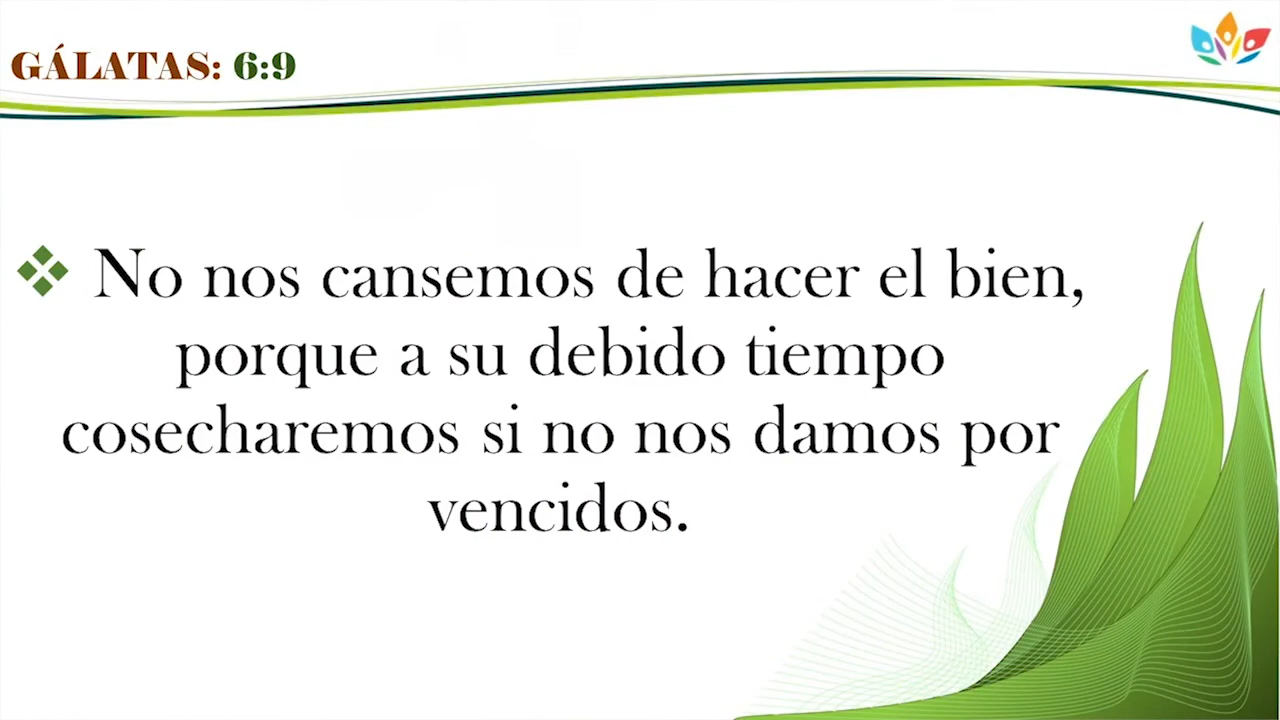 GÁLATAS: 6:9
No nos cansemos de hacer el bien,
porque a su debido tiempo
cosecharemos si no nos damos por
vencidos.